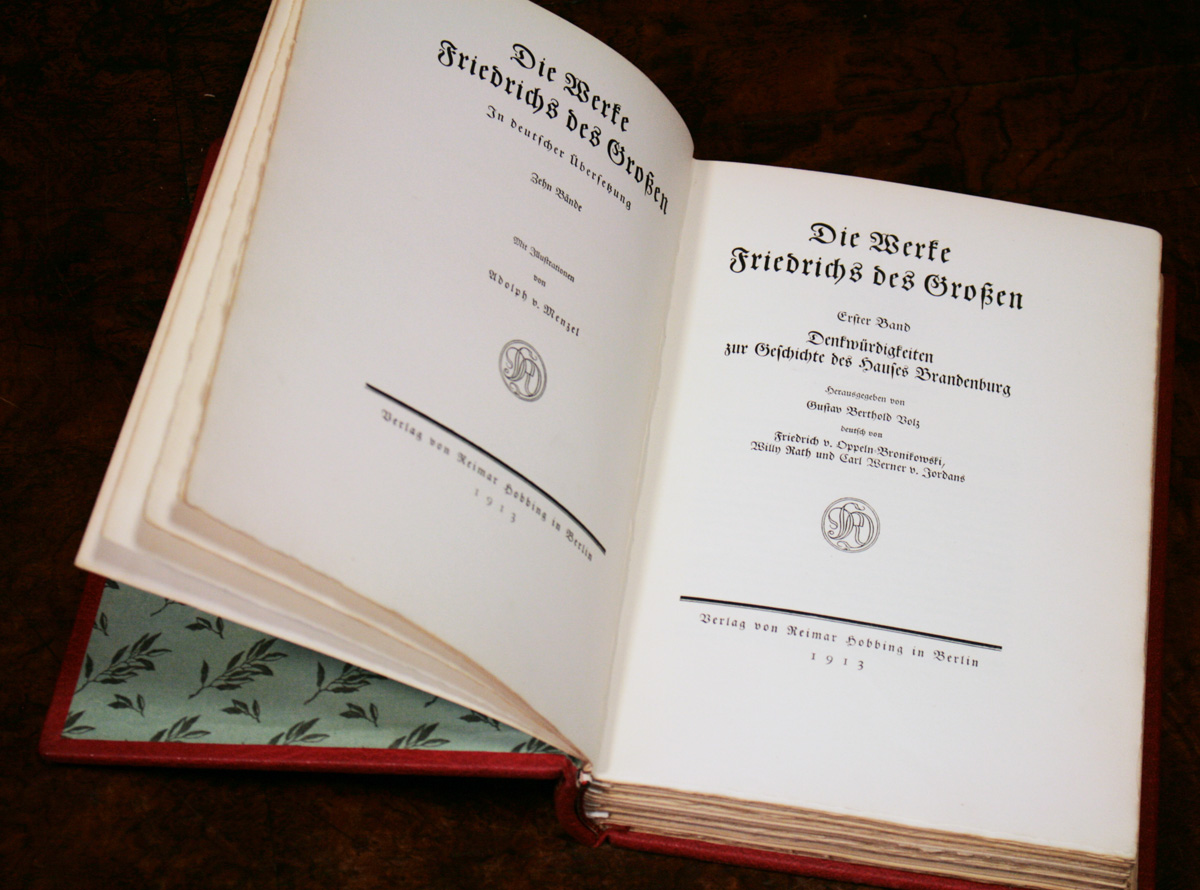 Die Werke
Friedrichs des Großen
In deutscher Übersetzung
Zehn Bände
Mit Illustrationen
von
Adolph v. Menzel
Verlag von Reimar Hobbing in Berlin
1913
Die Werke
Friedrichs des Großen
Erster Band
Denkwürdigkeiten
zur Geschichte des Hauses Brandenburg
Herausgegeben von
Gustav Berthold Volz
deutsch von
Friedrich v. Oppeln-Bronikowski,
Willy Rath und Carl Werner v. Jordans
Verlag von Reimar Hobbing in Berlin
1913